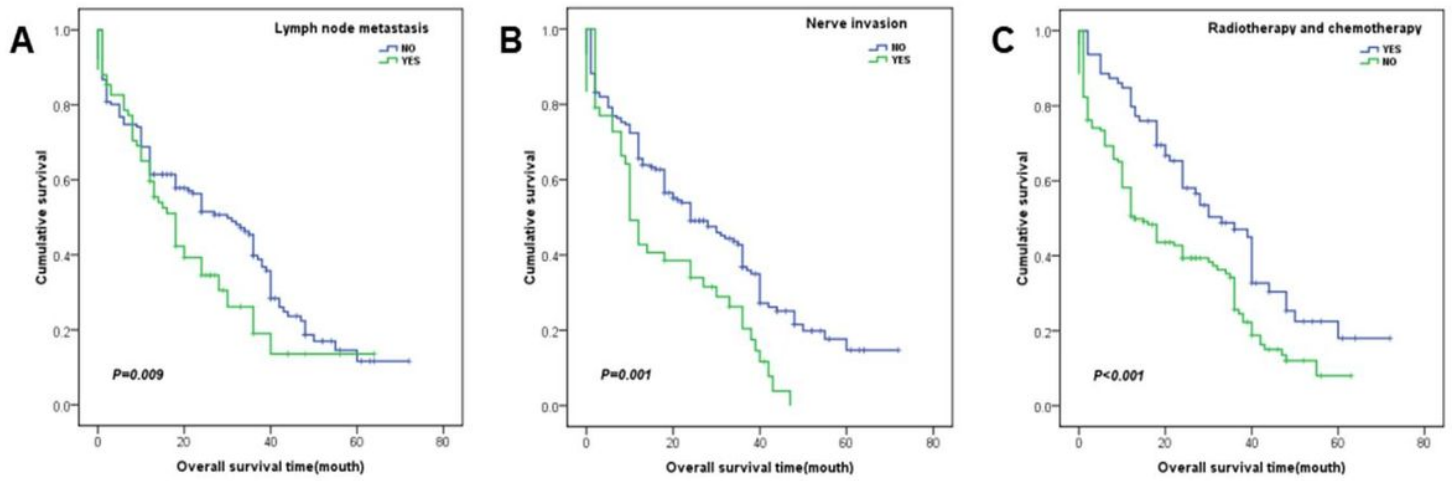 A
Lymph node metastasis
NO
YES
1.0
0.8
0.6
0.4
0.2
0.0
Cumulative survival
P=0.009
0 20 40 60 80
Overall survival time(mouth)
B
Nerve invasion
NO
YES
1.0
0.8
0.6
0.4
0.2
0.0
Cumulative survival
P=0.001
0 20 40 60 80
Overall survival time(mouth)
C
Radiotherapy and chemotherapy
YES
NO
1.0
0.8
0.6
0.4
0.2
0.0
Cumulative survival
P<0.001
0 20 40 60 80
Overall survival time(mouth)